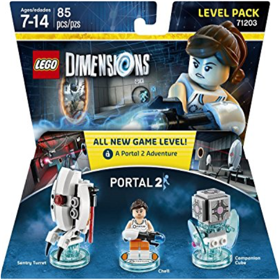 Ages/edades
7-14
85
pcs/pzs
LEVEL PACK
71203
LEGO DIMENSIONS
ALL NEW GAME LEVEL!
A Portal 2 Adventure
PORTAL 2
Sentry Turret
Chell
Companion
Cube